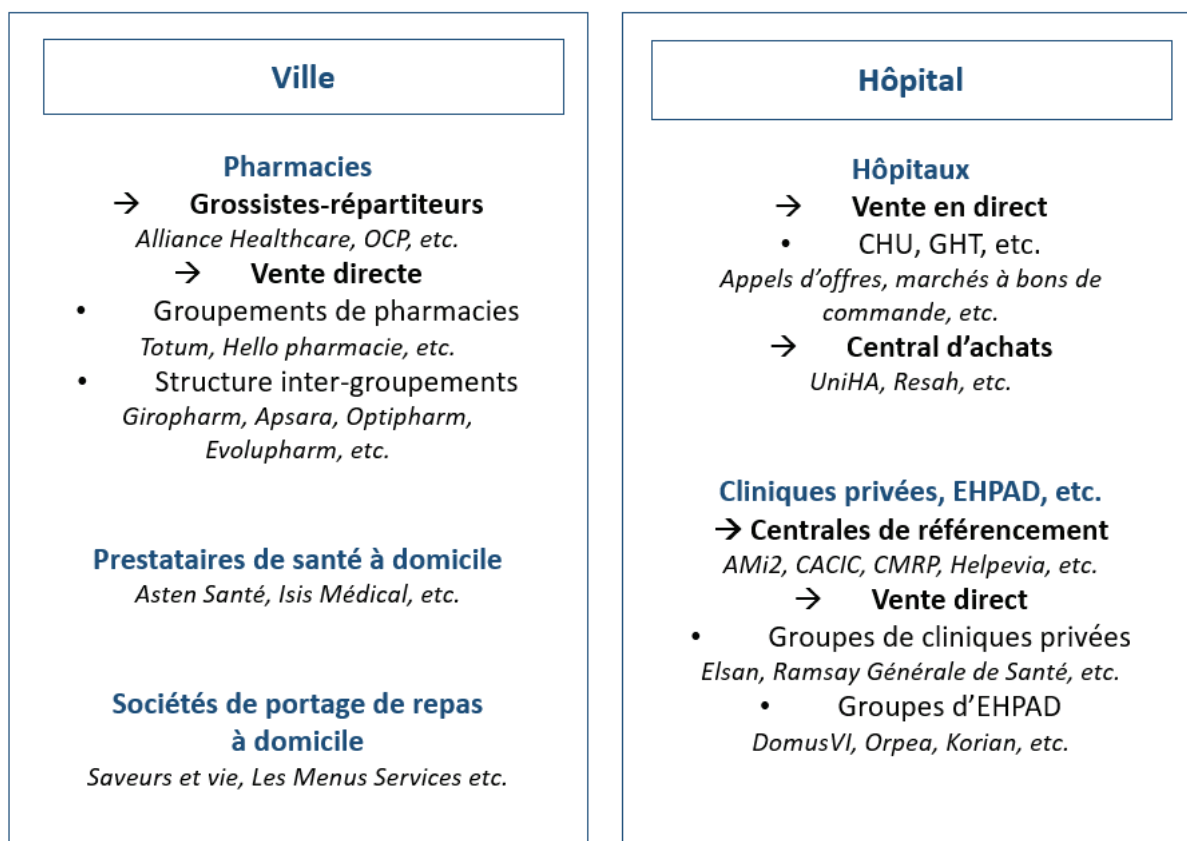 Ville
Pharmacies
→ Grossistes-répartiteurs
Alliance Healthcare, OCP, etc.
→ Vente directe
• Groupements de pharmacies
Totum, Hello pharmacie, etc.
• Structure inter-groupements
Giropharm, Apsara, Optipharm,
Evolupharm, etc.
Prestataires de santé à domicile
Asten Santé, Isis Médical, etc.
Sociétés de portage de repas
à domicile
Saveurs et vie, Les Menus Services etc.
Hôpital
Hôpitaux
→ Vente en direct
• CHU, GHT, etc.
Appels d’offres, marchés à bons de
commande, etc.
→ Central d’achats
UniHA, Resah, etc.
Cliniques privées, EHPAD, etc.
→ Centrales de référencement
AMi2, CACIC, CMRP, Helpevia, etc.
→ Vente direct
• Groupes de cliniques privées
Elsan, Ramsay Générale de Santé, etc.
• Groupes d’EHPAD
DomusVI, Orpea, Korian, etc.